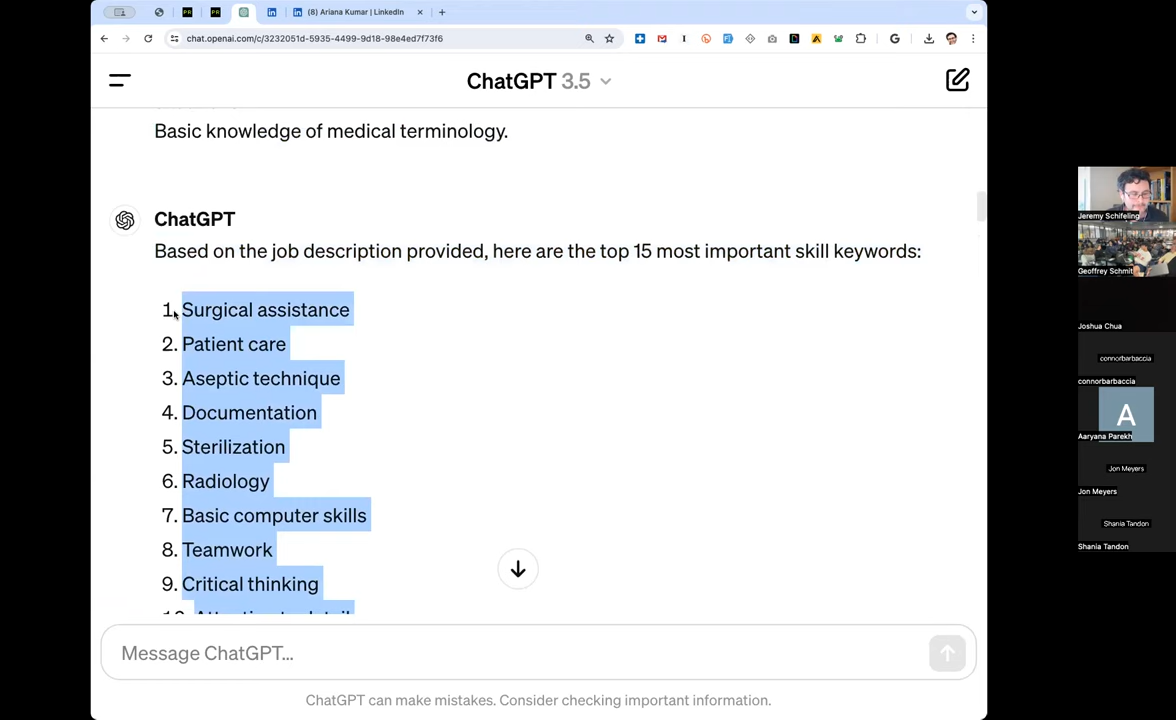 (8) Ariana Kumar | LinkedIn
chat.openai.com/c/3232051d-5935-4499-9d18-98e4ed7f73f6
ChatGPT 3.5
Basic knowledge of medical terminology.
ChatGPT
Based on the job description provided, here are the top 15 most important skill keywords:
1. Surgical assistance
2. Patient care
3. Aseptic technique
4. Documentation
5. Sterilization
6. Radiology
7. Basic computer skills
8. Teamwork
9. Critical thinking
10. Attention to detail
Message ChatGPT...
ChatGPT can make mistakes. Consider checking important information.
Jeremy Schifeling
Geoffrey Schmit
Joshua Chua
connorbarbaccia
connorbarbaccia
A
Aaryana Parekh
Jon Meyers
Jon Meyers
Shania Tandon
Shania Tandon